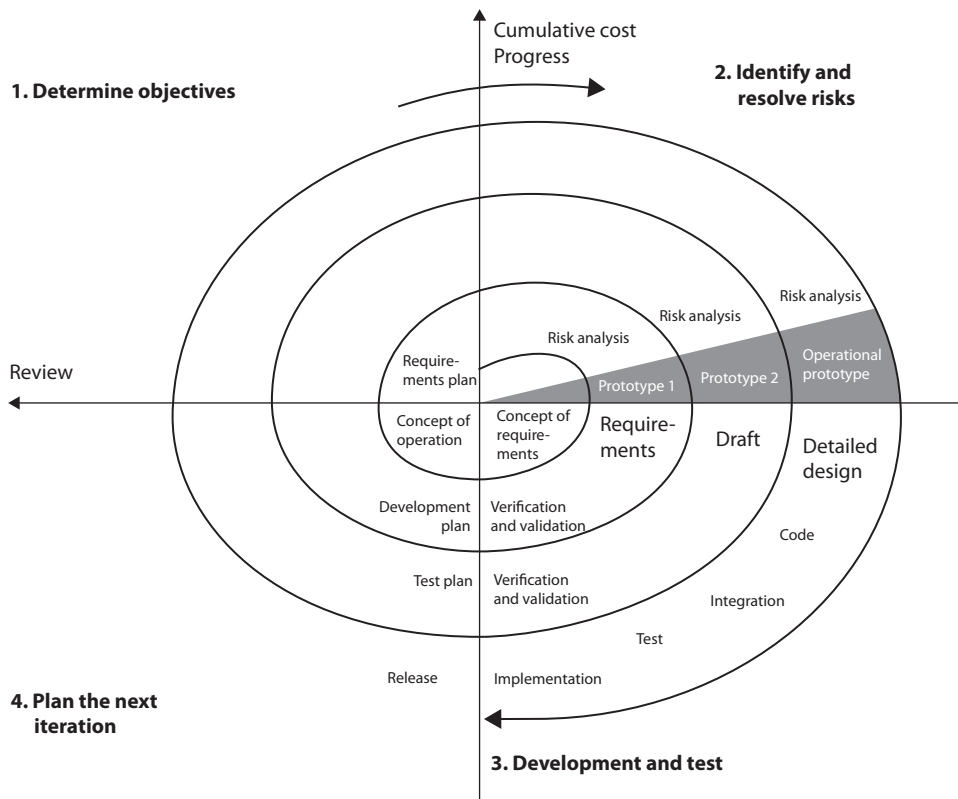 Cumulative cost
Progress
1. Determine objectives
2. Identify and
resolve risks
Risk analysis
Risk analysis
Risk analysis
Require-
ments plan
Operational
prototype
Prototype 1
Prototype 2
Review
Concept of
operation
Concept of
require-
ments
Require-
ments
Draft
Detailed
design
Development
plan
Verification
and validation
Code
Test plan
Verification
and validation
Integration
Test
Release
Implementation
4. Plan the next
iteration
3. Development and test